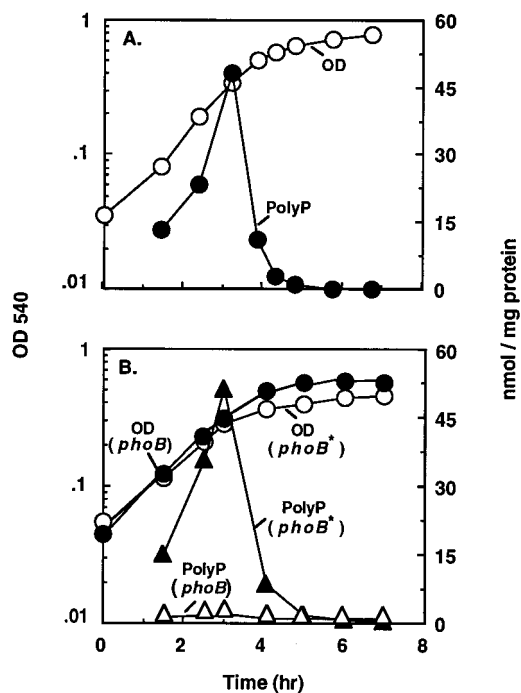 A.
1
.1
.01
60
45
30
15
0
OD
PolyP
OD 540
nmol / mg protein
B.
1
.1
.01
60
45
30
15
0
OD
(phoB)
OD
(phoB*)
PolyP
(phoB*)
PolyP
(phoB)
0
2
4
6
8
Time (hr)